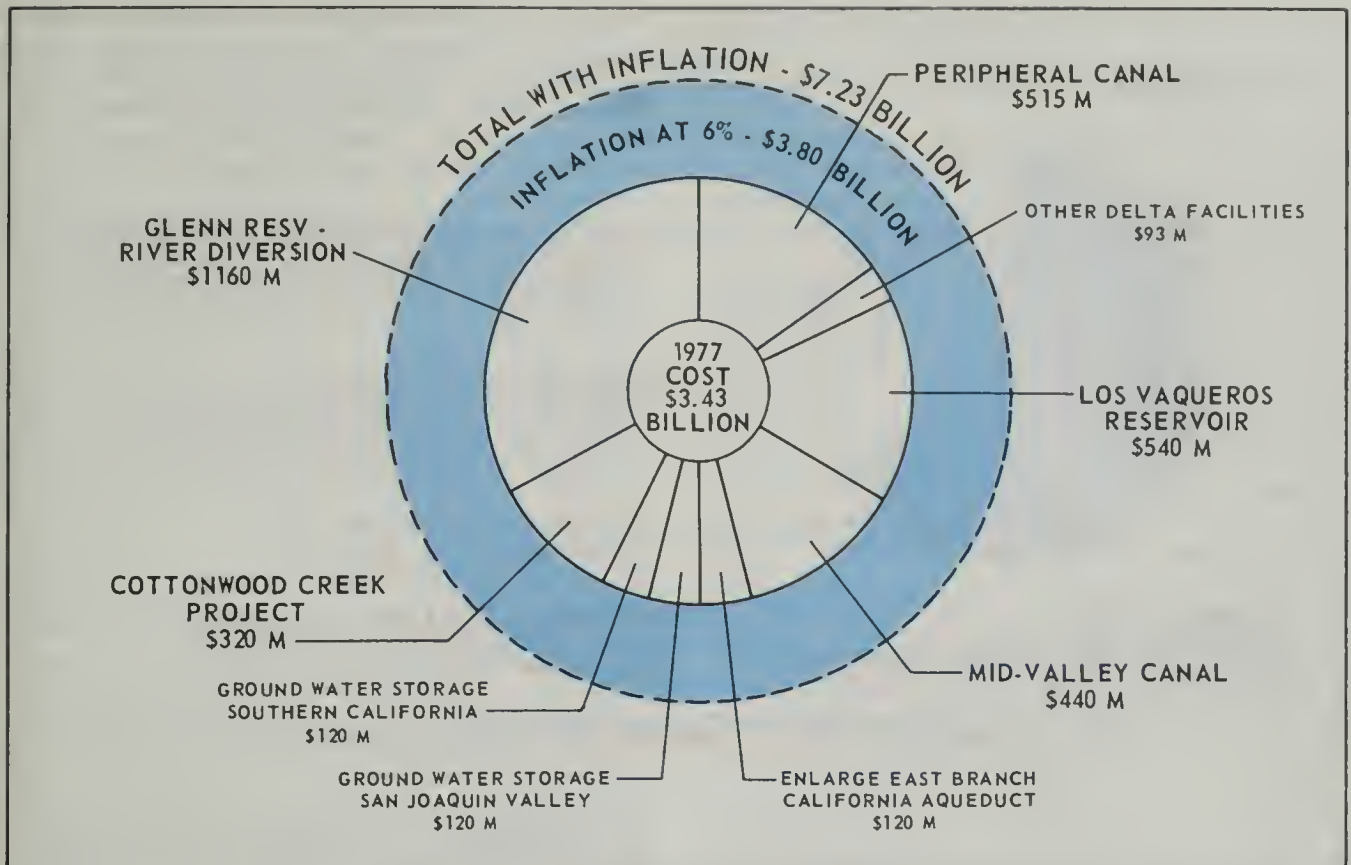 TOTAL WITH INFLATION - $7.23 BILLION
INFLATION AT 6% - $3.80 BILLION
PERIPHERAL CANAL
$515 M
OTHER DELTA FACILITIES
$93 M
GLENN RESV -
RIVER DIVERSION
$1160 M
1977
COST
$3.43
BILLION
LOS VAQUEROS
RESERVOIR
$540 M
COTTONWOOD CREEK
PROJECT
$320 M
MID-VALLEY CANAL
$440 M
GROUND WATER STORAGE
SOUTHERN CALIFORNIA
$120 M
GROUND WATER STORAGE
SAN JOAQUIN VALLEY
$120 M
ENLARGE EAST BRANCH
CALIFORNIA AQUEDUCT
$120 M